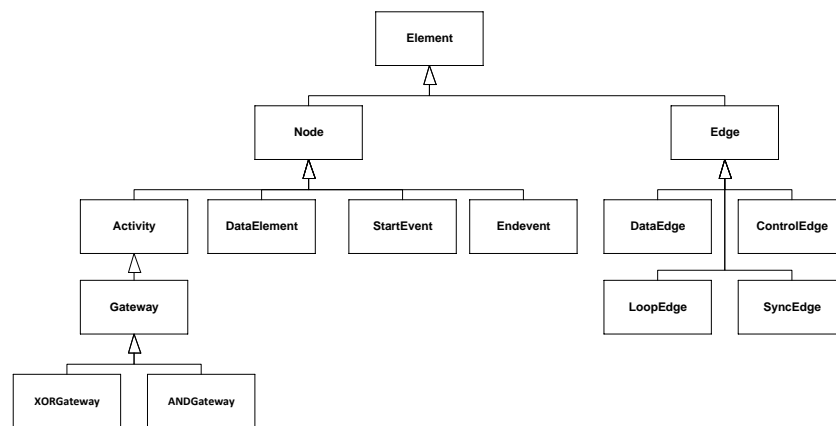 Element
Node
Edge
Activity
DataElement
StartEvent
Endevent
DataEdge
ControlEdge
Gateway
LoopEdge
SyncEdge
XORGateway
ANDGateway